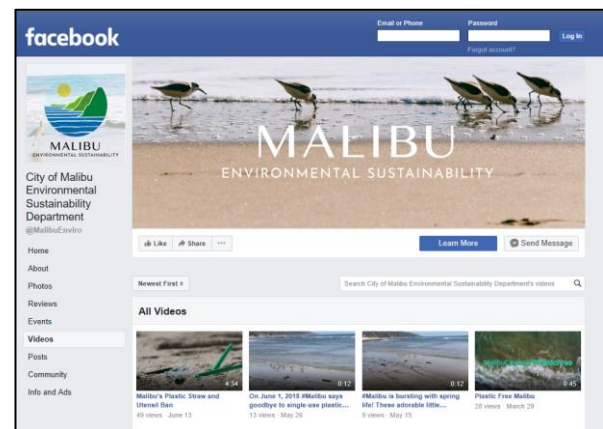 facebook
Email or Phone
Password
Log In
Forgot account?
MALIBU
ENVIRONMENTAL SUSTAINABILITY
City of Malibu
Environmental
Sustainability
Department
@MalibuEnviro
Home
About
Photos
Reviews
Events
Videos
Posts
Community
Info and Ads
MALIBU
ENVIRONMENTAL SUSTAINABILITY
Like
Share
Learn More
Send Message
Newest First
Search City of Malibu Environmental Sustainability Department's videos
All Videos
4:34
Malibu's Plastic Straw and
Utensil Ban
49 views · June 13
0:12
On June 1, 2018 #Malibu says
goodbye to single-use plastic...
13 views · May 26
0:12
#Malibu is bursting with spring
life! These adorable little...
9 views · May 15
0:45
Plastic Free Malibu
28 views · March 29